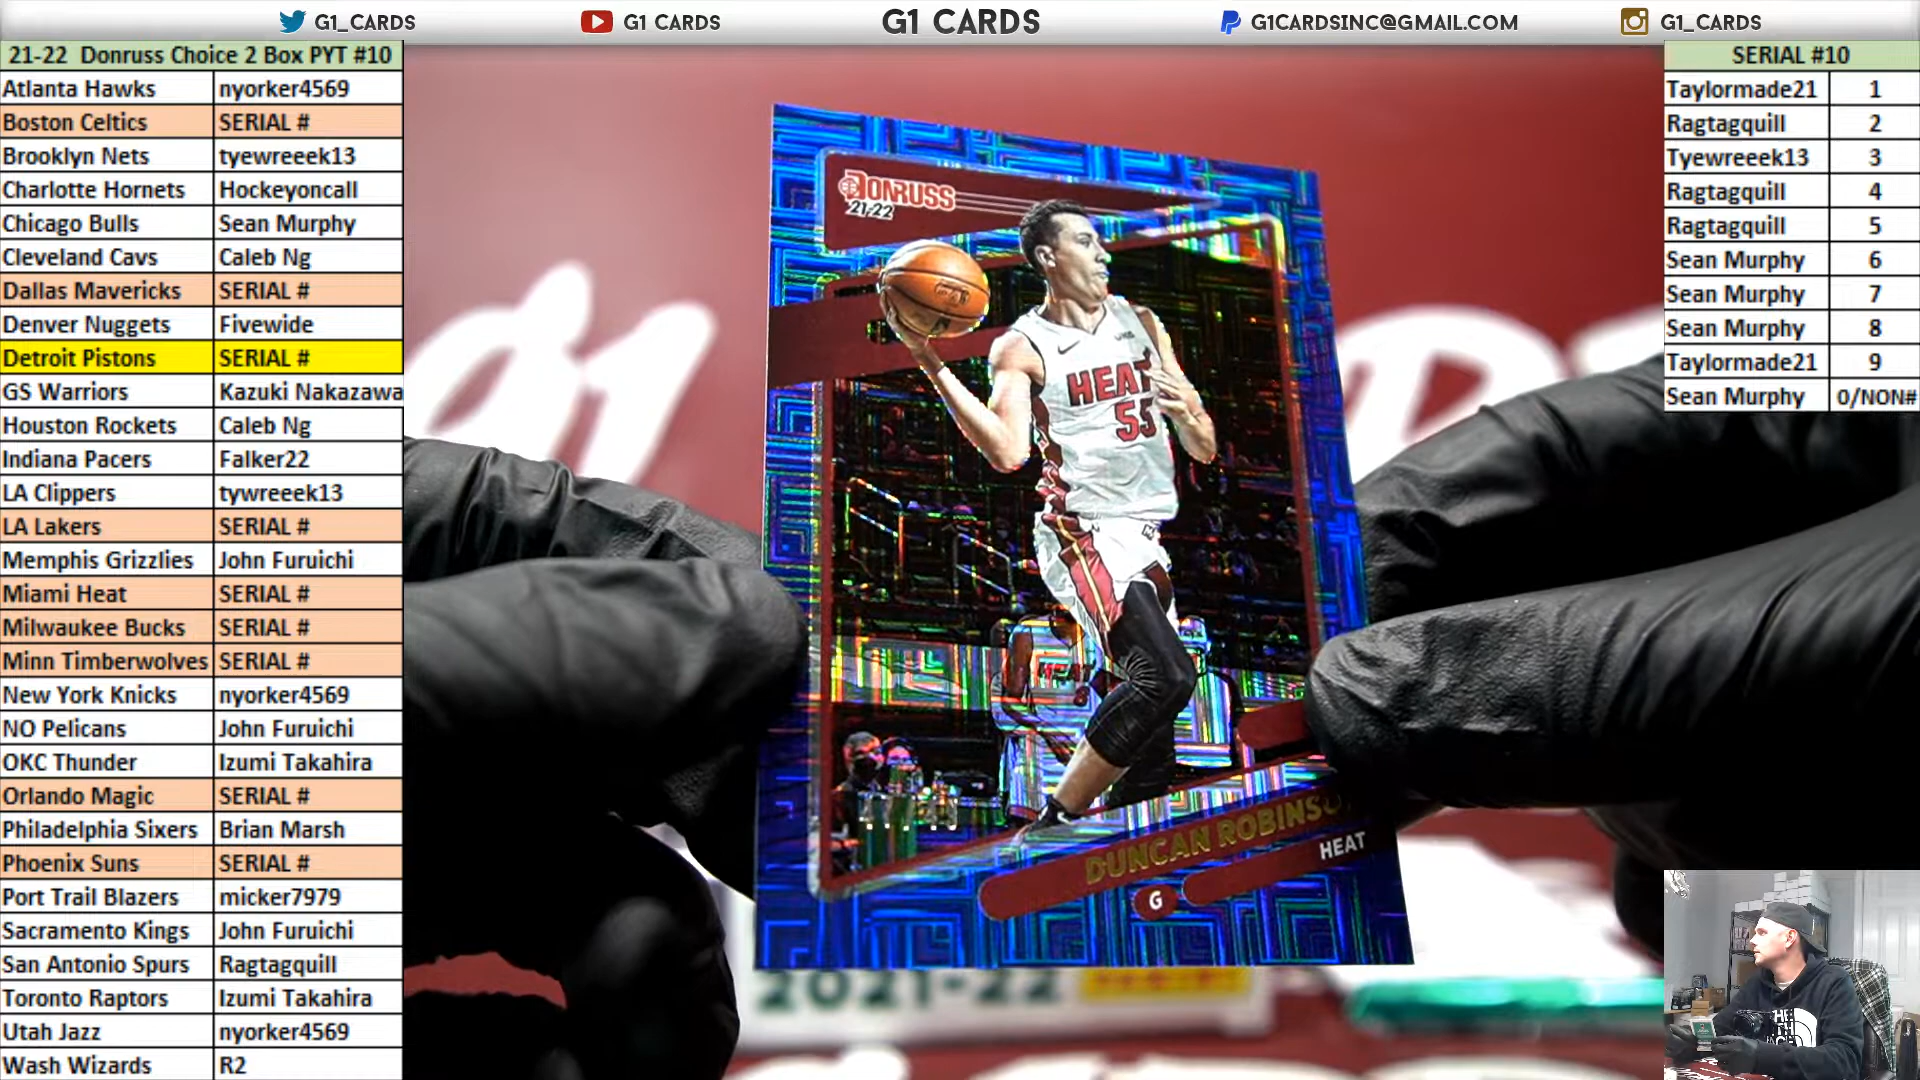 G1_CARDS
G1 CARDS
G1 CARDS
G1CARDSINC@GMAIL.COM
G1_CARDS
21-22 Donruss Choice 2 Box PYT #10
Atlanta Hawks nyorker4569
Boston Celtics SERIAL #
Brooklyn Nets tyewreeek13
Charlotte Hornets Hockeyoncall
Chicago Bulls Sean Murphy
Cleveland Cavs Caleb Ng
Dallas Mavericks SERIAL #
Denver Nuggets Fivewide
Detroit Pistons SERIAL #
GS Warriors Kazuki Nakazawa
Houston Rockets Caleb Ng
Indiana Pacers Falker22
LA Clippers tywreeek13
LA Lakers SERIAL #
Memphis Grizzlies John Furuichi
Miami Heat SERIAL #
Milwaukee Bucks SERIAL #
Minn Timberwolves SERIAL #
New York Knicks nyorker4569
NO Pelicans John Furuichi
OKC Thunder Izumi Takahira
Orlando Magic SERIAL #
Philadelphia Sixers Brian Marsh
Phoenix Suns SERIAL #
Port Trail Blazers micker7979
Sacramento Kings John Furuichi
San Antonio Spurs Ragtagquill
Toronto Raptors Izumi Takahira
Utah Jazz nyorker4569
Wash Wizards R2
DONRUSS
21-22
HEAT
55
DUNCAN ROBINSO
HEAT
G
g1
2021-22
SERIAL #10
Taylormade21 1
Ragtagquill 2
Tyewreeek13 3
Ragtagquill 4
Ragtagquill 5
Sean Murphy 6
Sean Murphy 7
Sean Murphy 8
Taylormade21 9
Sean Murphy 0/NON#